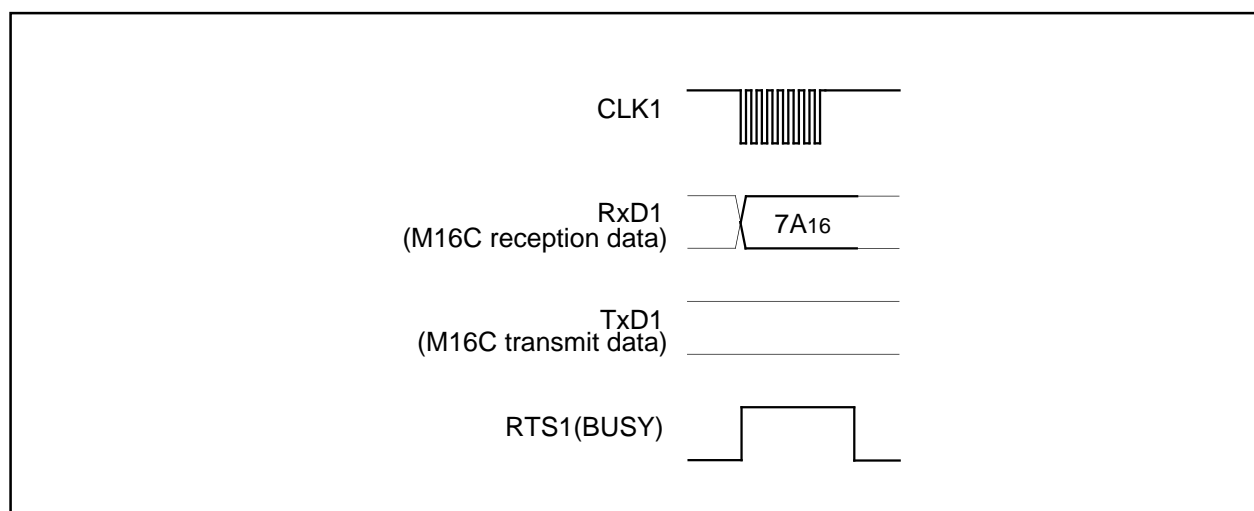 CLK1
RxD1
(M16C reception data)
7A16
TxD1
(M16C transmit data)
RTS1(BUSY)